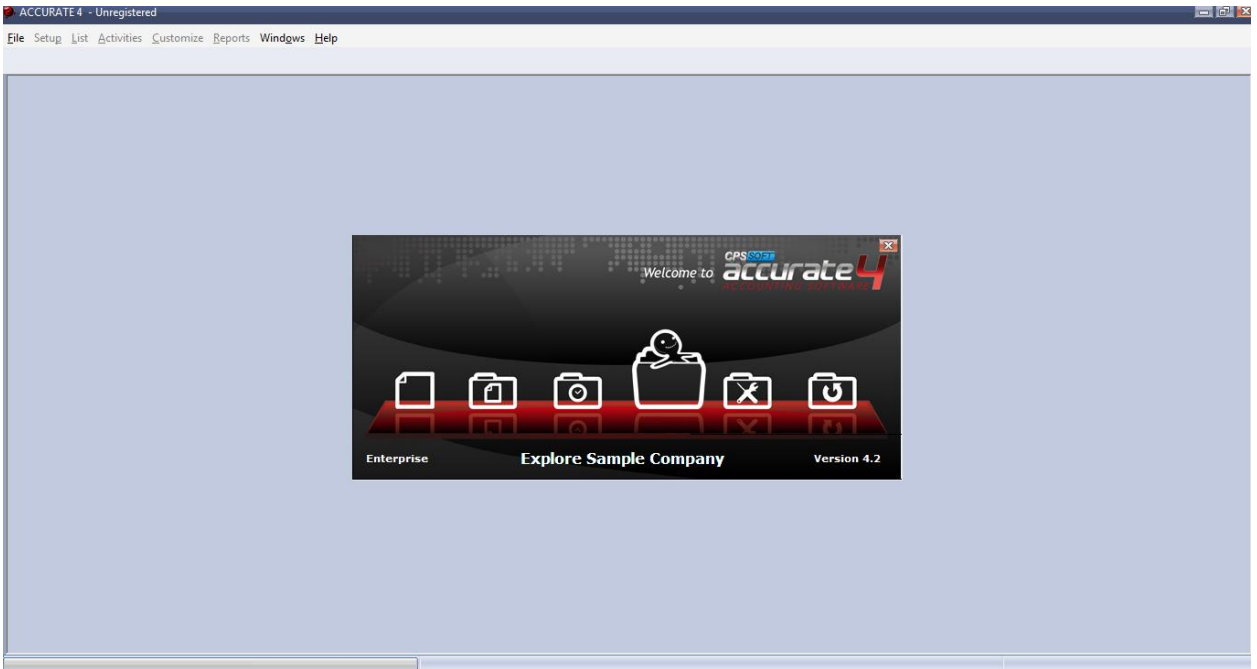 ACCURATE 4 - Unregistered
File Setup List Activities Customize Reports Windows Help
CPSSOFT
Welcome to accurate 4
ACCOUNTING SOFTWARE
Enterprise Explore Sample Company Version 4.2